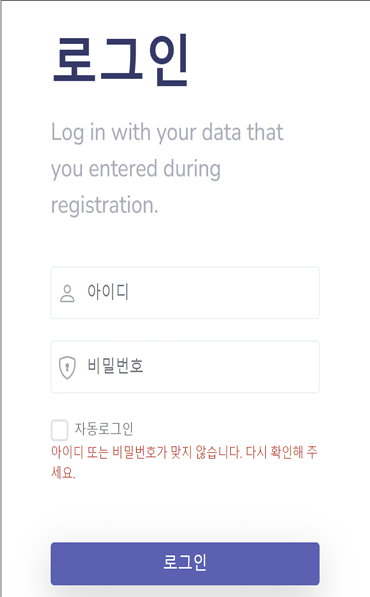 로그인
Log in with your data that
you entered during
registration.
아이디
비밀번호
자동로그인
아이디 또는 비밀번호가 맞지 않습니다. 다시 확인해 주
세요.
로그인